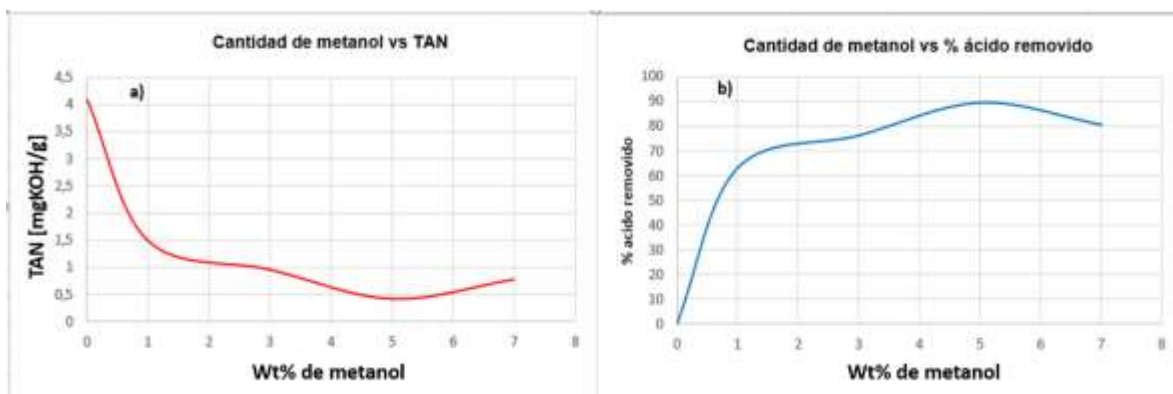 Cantidad de metanol vs TAN
a)
TAN [mgKOH/g]
4,5
4
3,5
3
2,5
2
1,5
1
0,5
0
0 1 2 3 4 5 6 7 8
Wt% de metanol
Cantidad de metanol vs % ácido removido
b)
% acido removido
100
90
80
70
60
50
40
30
20
10
0
0 1 2 3 4 5 6 7 8
Wt% de metanol